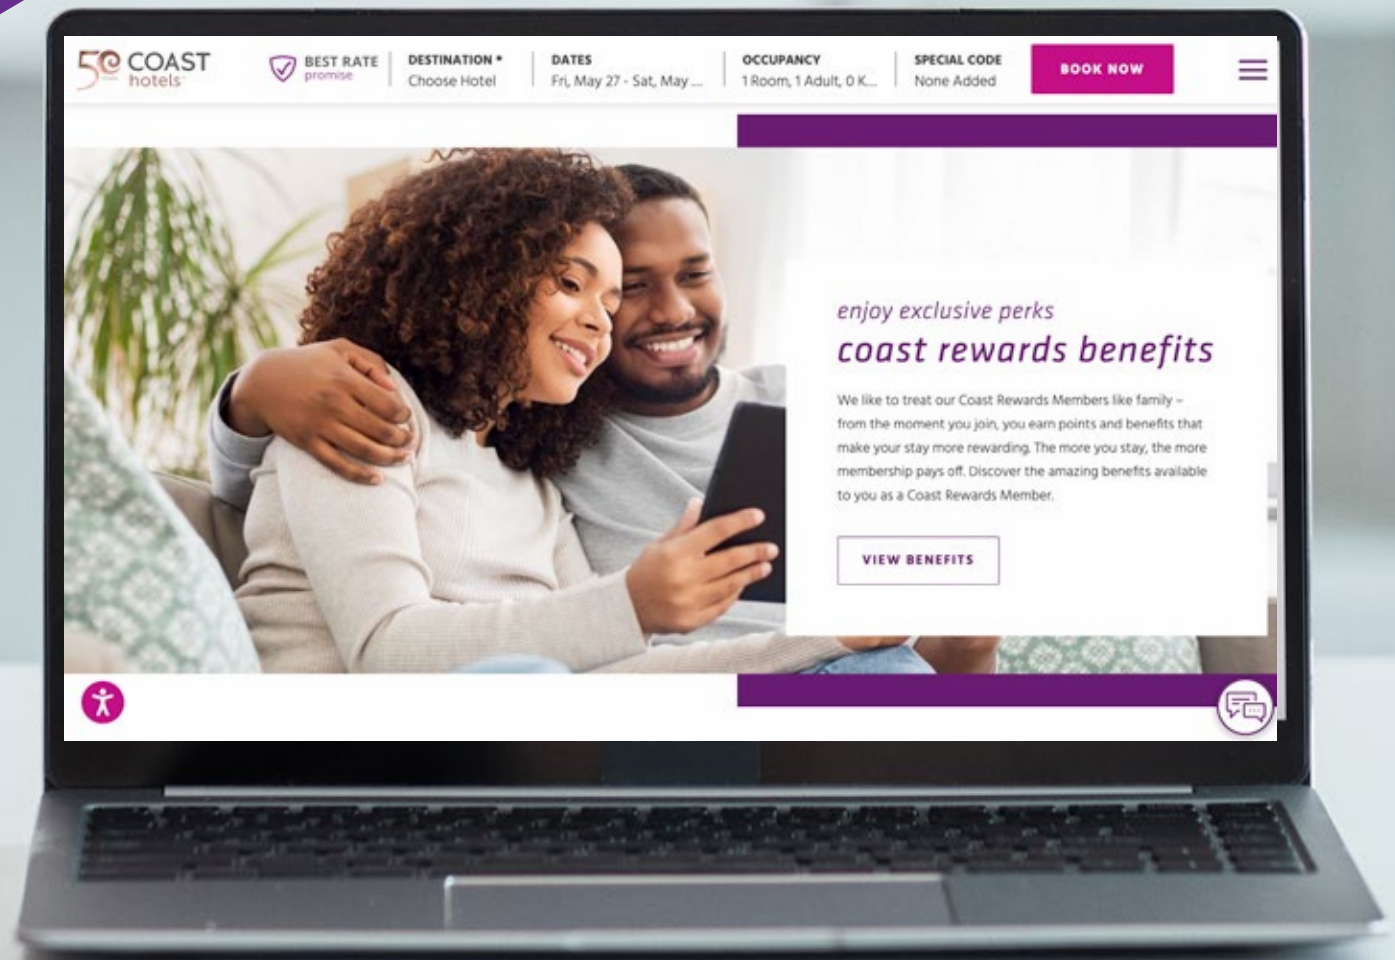 50 COAST
hotels
BEST RATE
promise
DESTINATION *
Choose Hotel
DATES
Fri, May 27 - Sat, May ...
OCCUPANCY
1 Room, 1 Adult, 0 K...
SPECIAL CODE
None Added
BOOK NOW
enjoy exclusive perks
coast rewards benefits
We like to treat our Coast Rewards Members like family –
from the moment you join, you earn points and benefits that
make your stay more rewarding. The more you stay, the more
membership pays off. Discover the amazing benefits available
to you as a Coast Rewards Member.
VIEW BENEFITS